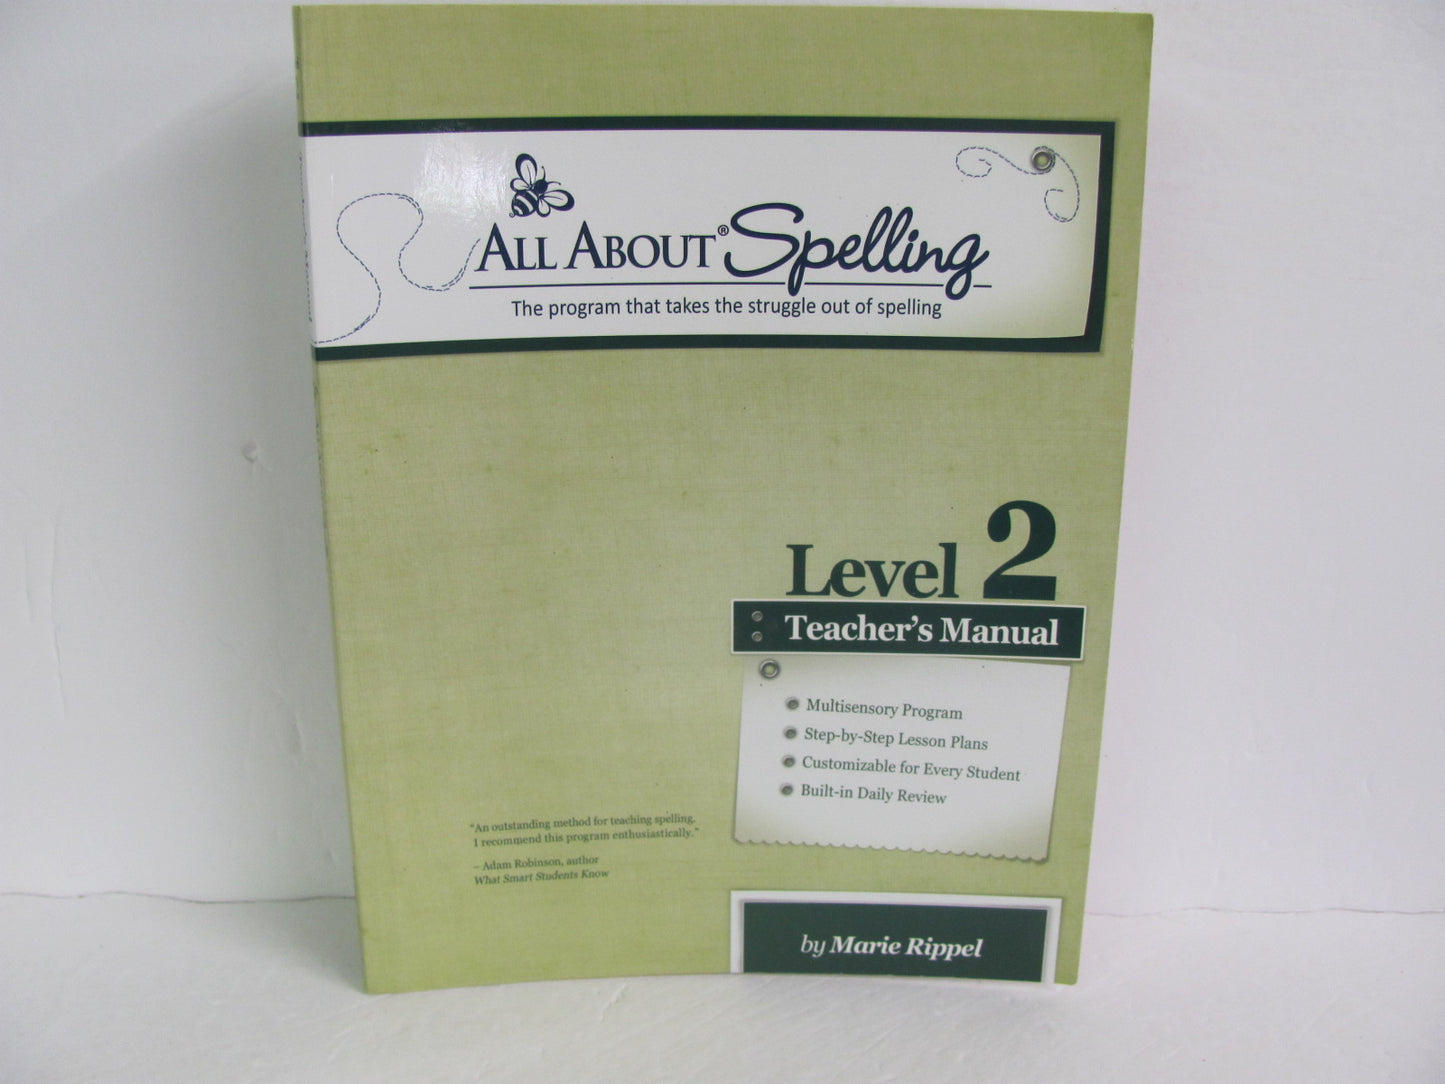 ALL ABOUT® Spelling
The program that takes the struggle out of spelling
Level 2
Teacher's Manual
Multisensory Program
Step-by-Step Lesson Plans
Customizable for Every Student
Built-in Daily Review
"An outstanding method for teaching spelling.
I recommend this program enthusiastically."
– Adam Robinson, author
What Smart Students Know
by Marie Rippel